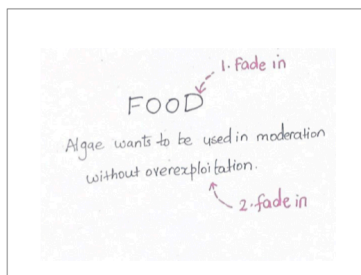 1. fade in
FOOD
Algae wants to be used in moderation
without overexploitation.
2. fade in